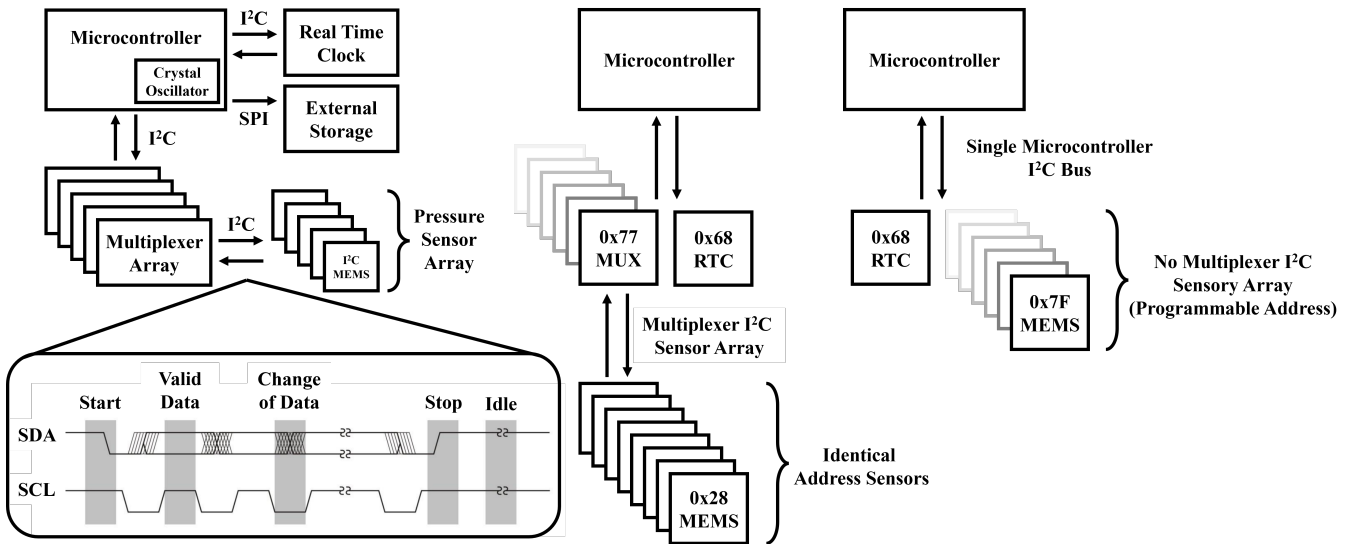 Microcontroller
Crystal
Oscillator
I²C
Real Time
Clock
SPI
External
Storage
I²C
Multiplexer
Array
I²C
I²C
MEMS
Pressure
Sensor
Array
Start
Valid
Data
Change
of Data
Stop
Idle
SDA
SCL
Microcontroller
0x77
MUX
0x68
RTC
Multiplexer I²C
Sensor Array
0x28
MEMS
Identical
Address Sensors
Microcontroller
Single Microcontroller
I²C Bus
0x68
RTC
0x7F
MEMS
No Multiplexer I²C
Sensory Array
(Programmable Address)